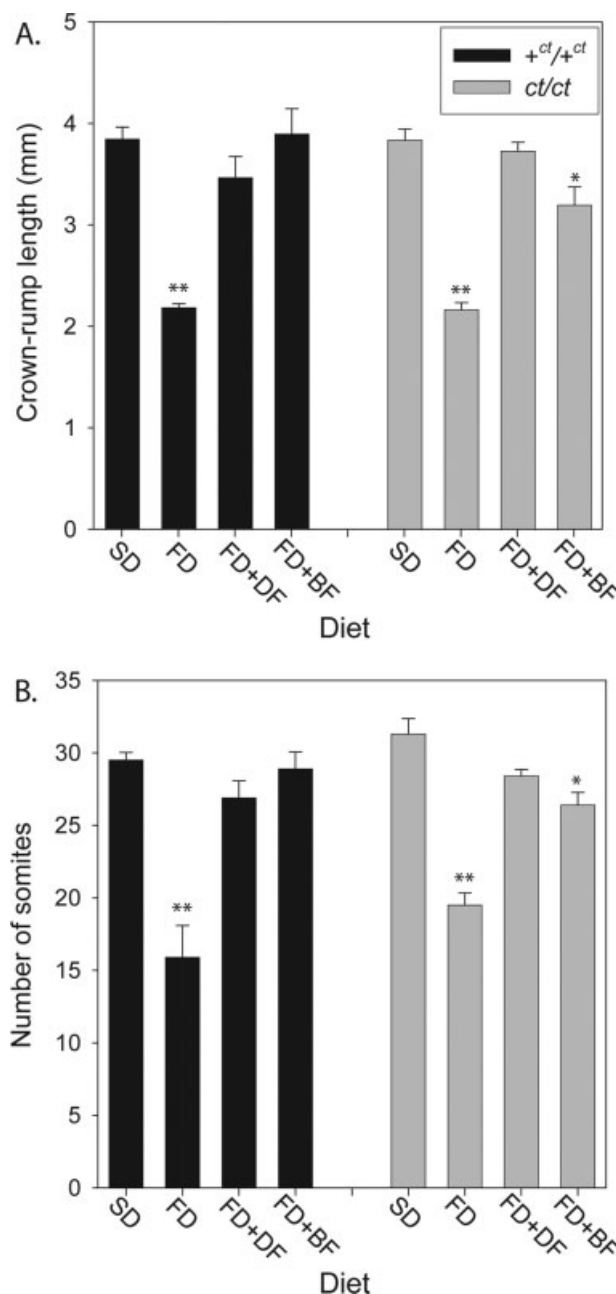 A.
+ct/+ct
ct/ct
5
4
3
2
1
0
Crown-rump length (mm)
*
**
**
SD FD FD+DF FD+BF SD FD FD+DF FD+BF
Diet
B.
35
30
25
20
15
10
5
0
Number of somites
*
**
**
SD FD FD+DF FD+BF SD FD FD+DF FD+BF
Diet